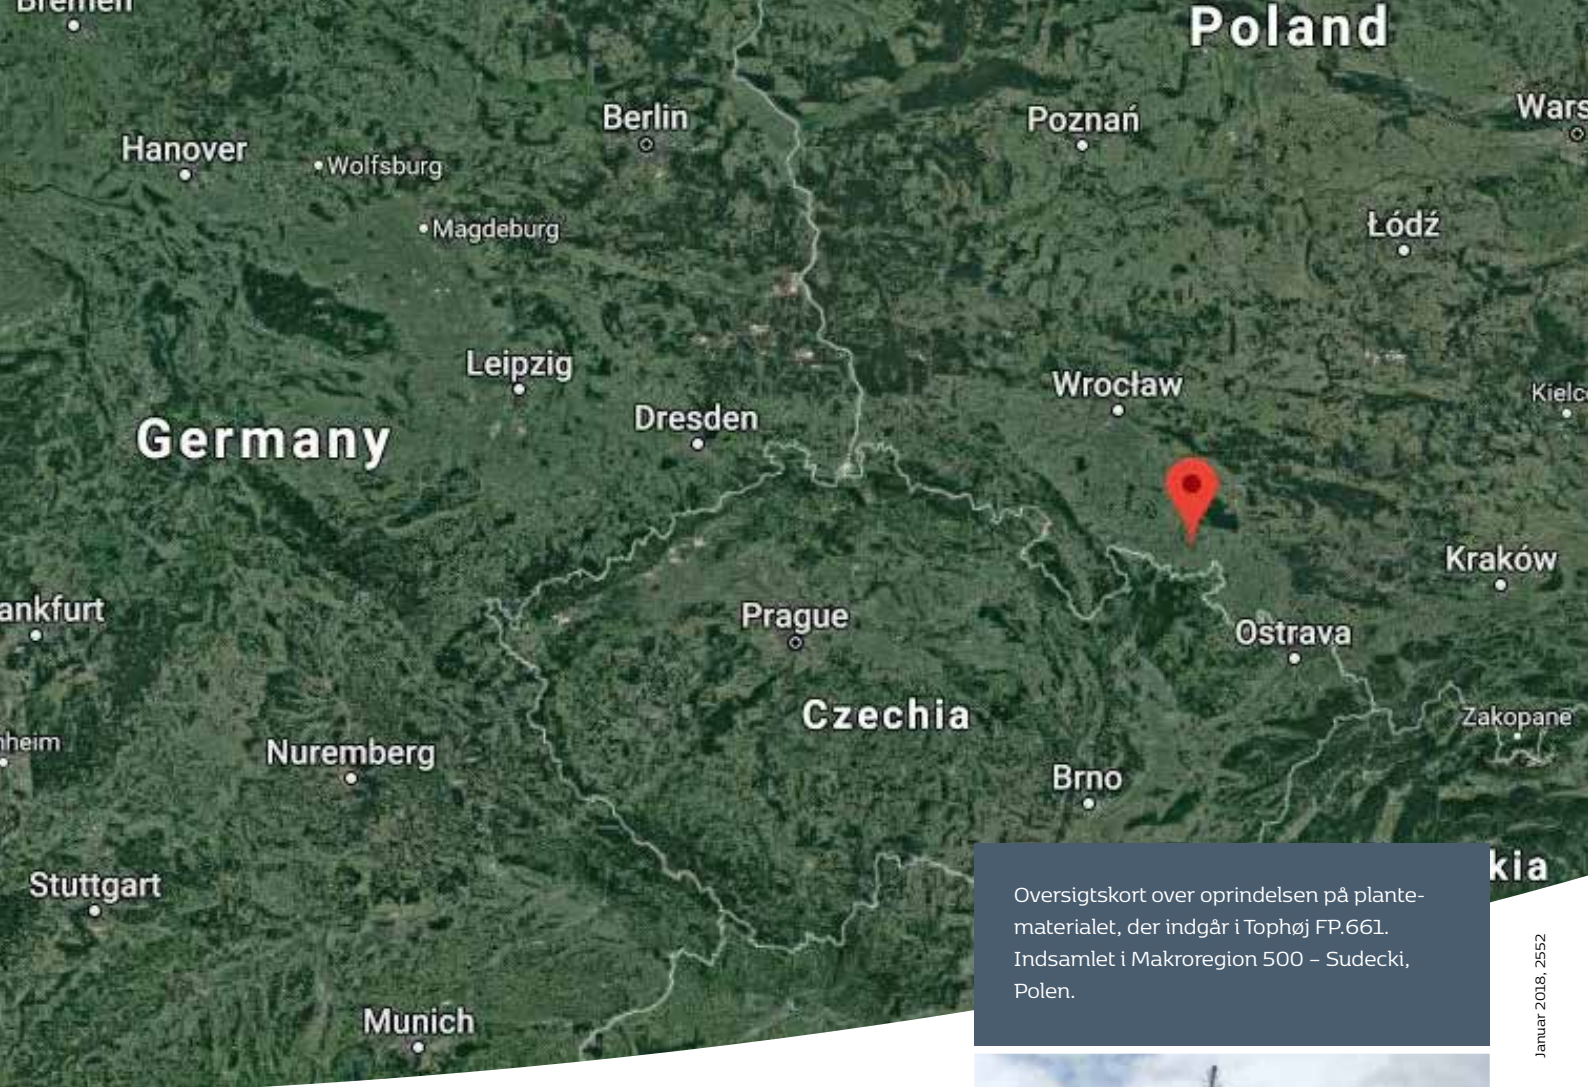 Bremen
Poland
Berlin
Poznań
Wars
Hanover
Wolfsburg
Magdeburg
Łódź
Leipzig
Wrocław
Kielc
Dresden
Germany
Kraków
ankfurt
Prague
Ostrava
Czechia
Zakopane
nheim
Nuremberg
Brno
kia
Stuttgart
Munich
Oversigtskort over oprindelsen på plante-
materialet, der indgår i Tophøj FP.661.
Indsamlet i Makroregion 500 – Sudecki,
Polen.
Januar 2018, 2552